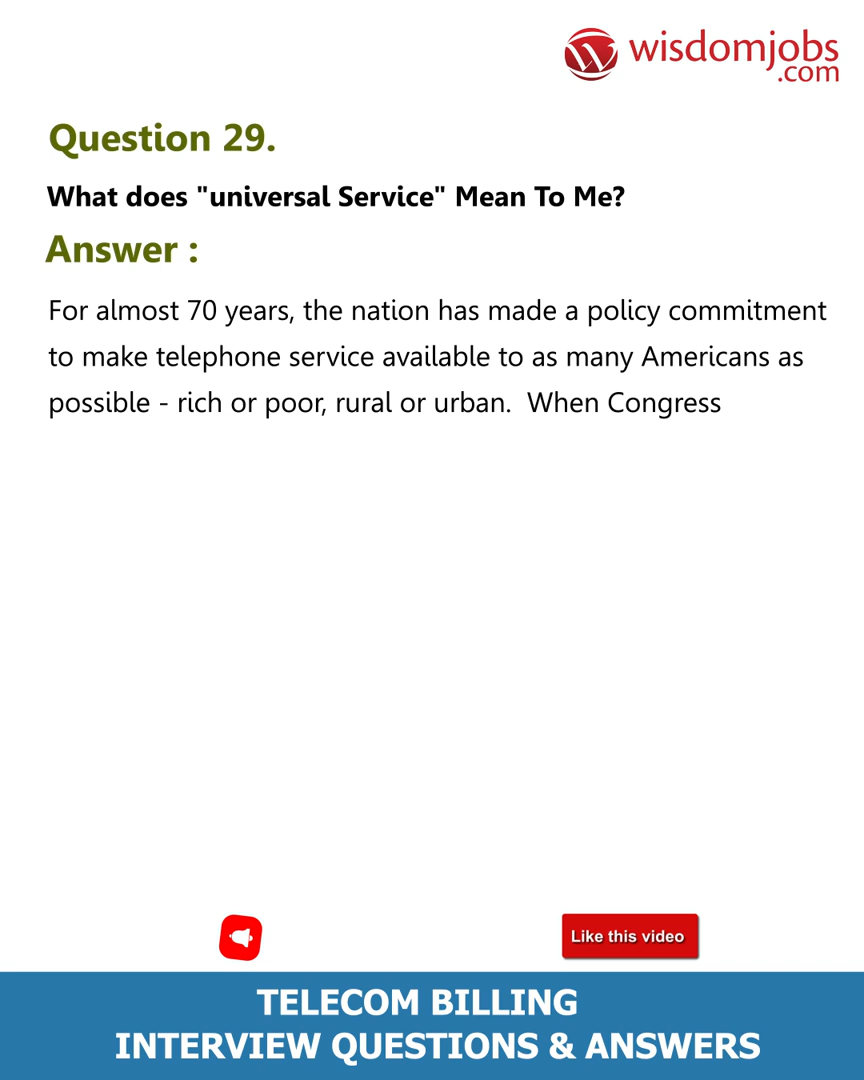 wisdomjobs
.com
Question 29.
What does "universal Service" Mean To Me?
Answer :
For almost 70 years, the nation has made a policy commitment
to make telephone service available to as many Americans as
possible - rich or poor, rural or urban.  When Congress
Like this video
TELECOM BILLING
INTERVIEW QUESTIONS & ANSWERS